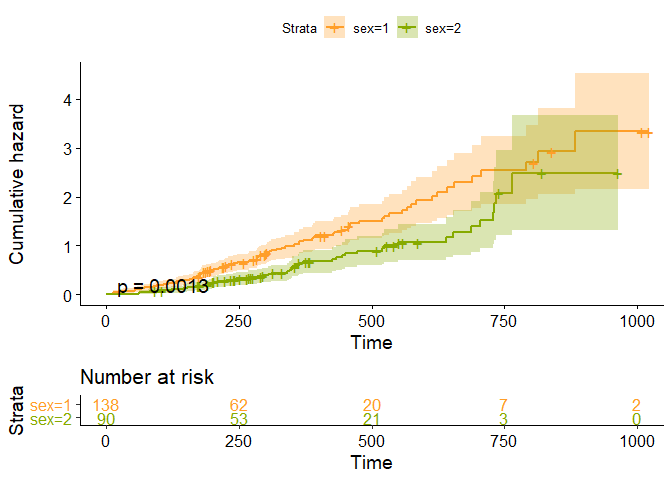 Strata sex=1 sex=2
Cumulative hazard
4
3
2
1
0
p = 0.0013
0 250 500 750 1000
Time
Number at risk
Strata
sex=1 138 62 20 7 2
sex=2 90 53 21 3 0
0 250 500 750 1000
Time